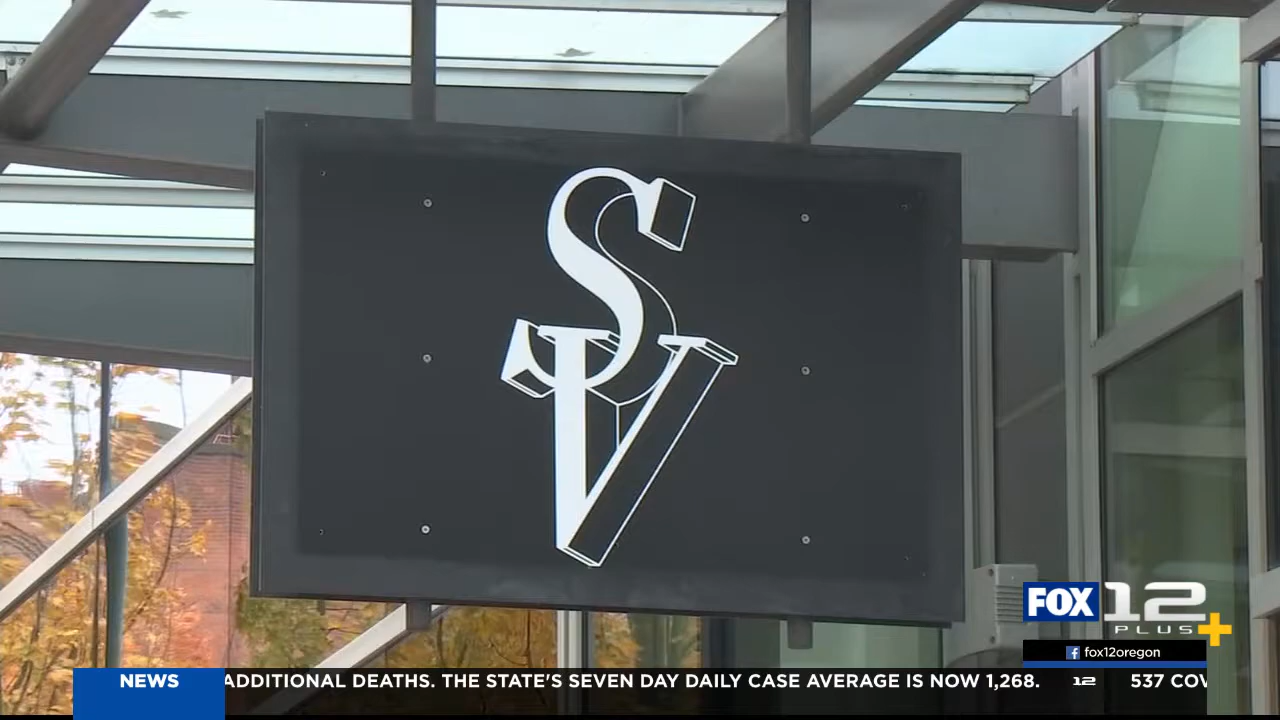 SV
FOX 12
PLUS+
fox12oregon
NEWS ADDITIONAL DEATHS. THE STATE'S SEVEN DAY DAILY CASE AVERAGE IS NOW 1,268. 12 537 COV